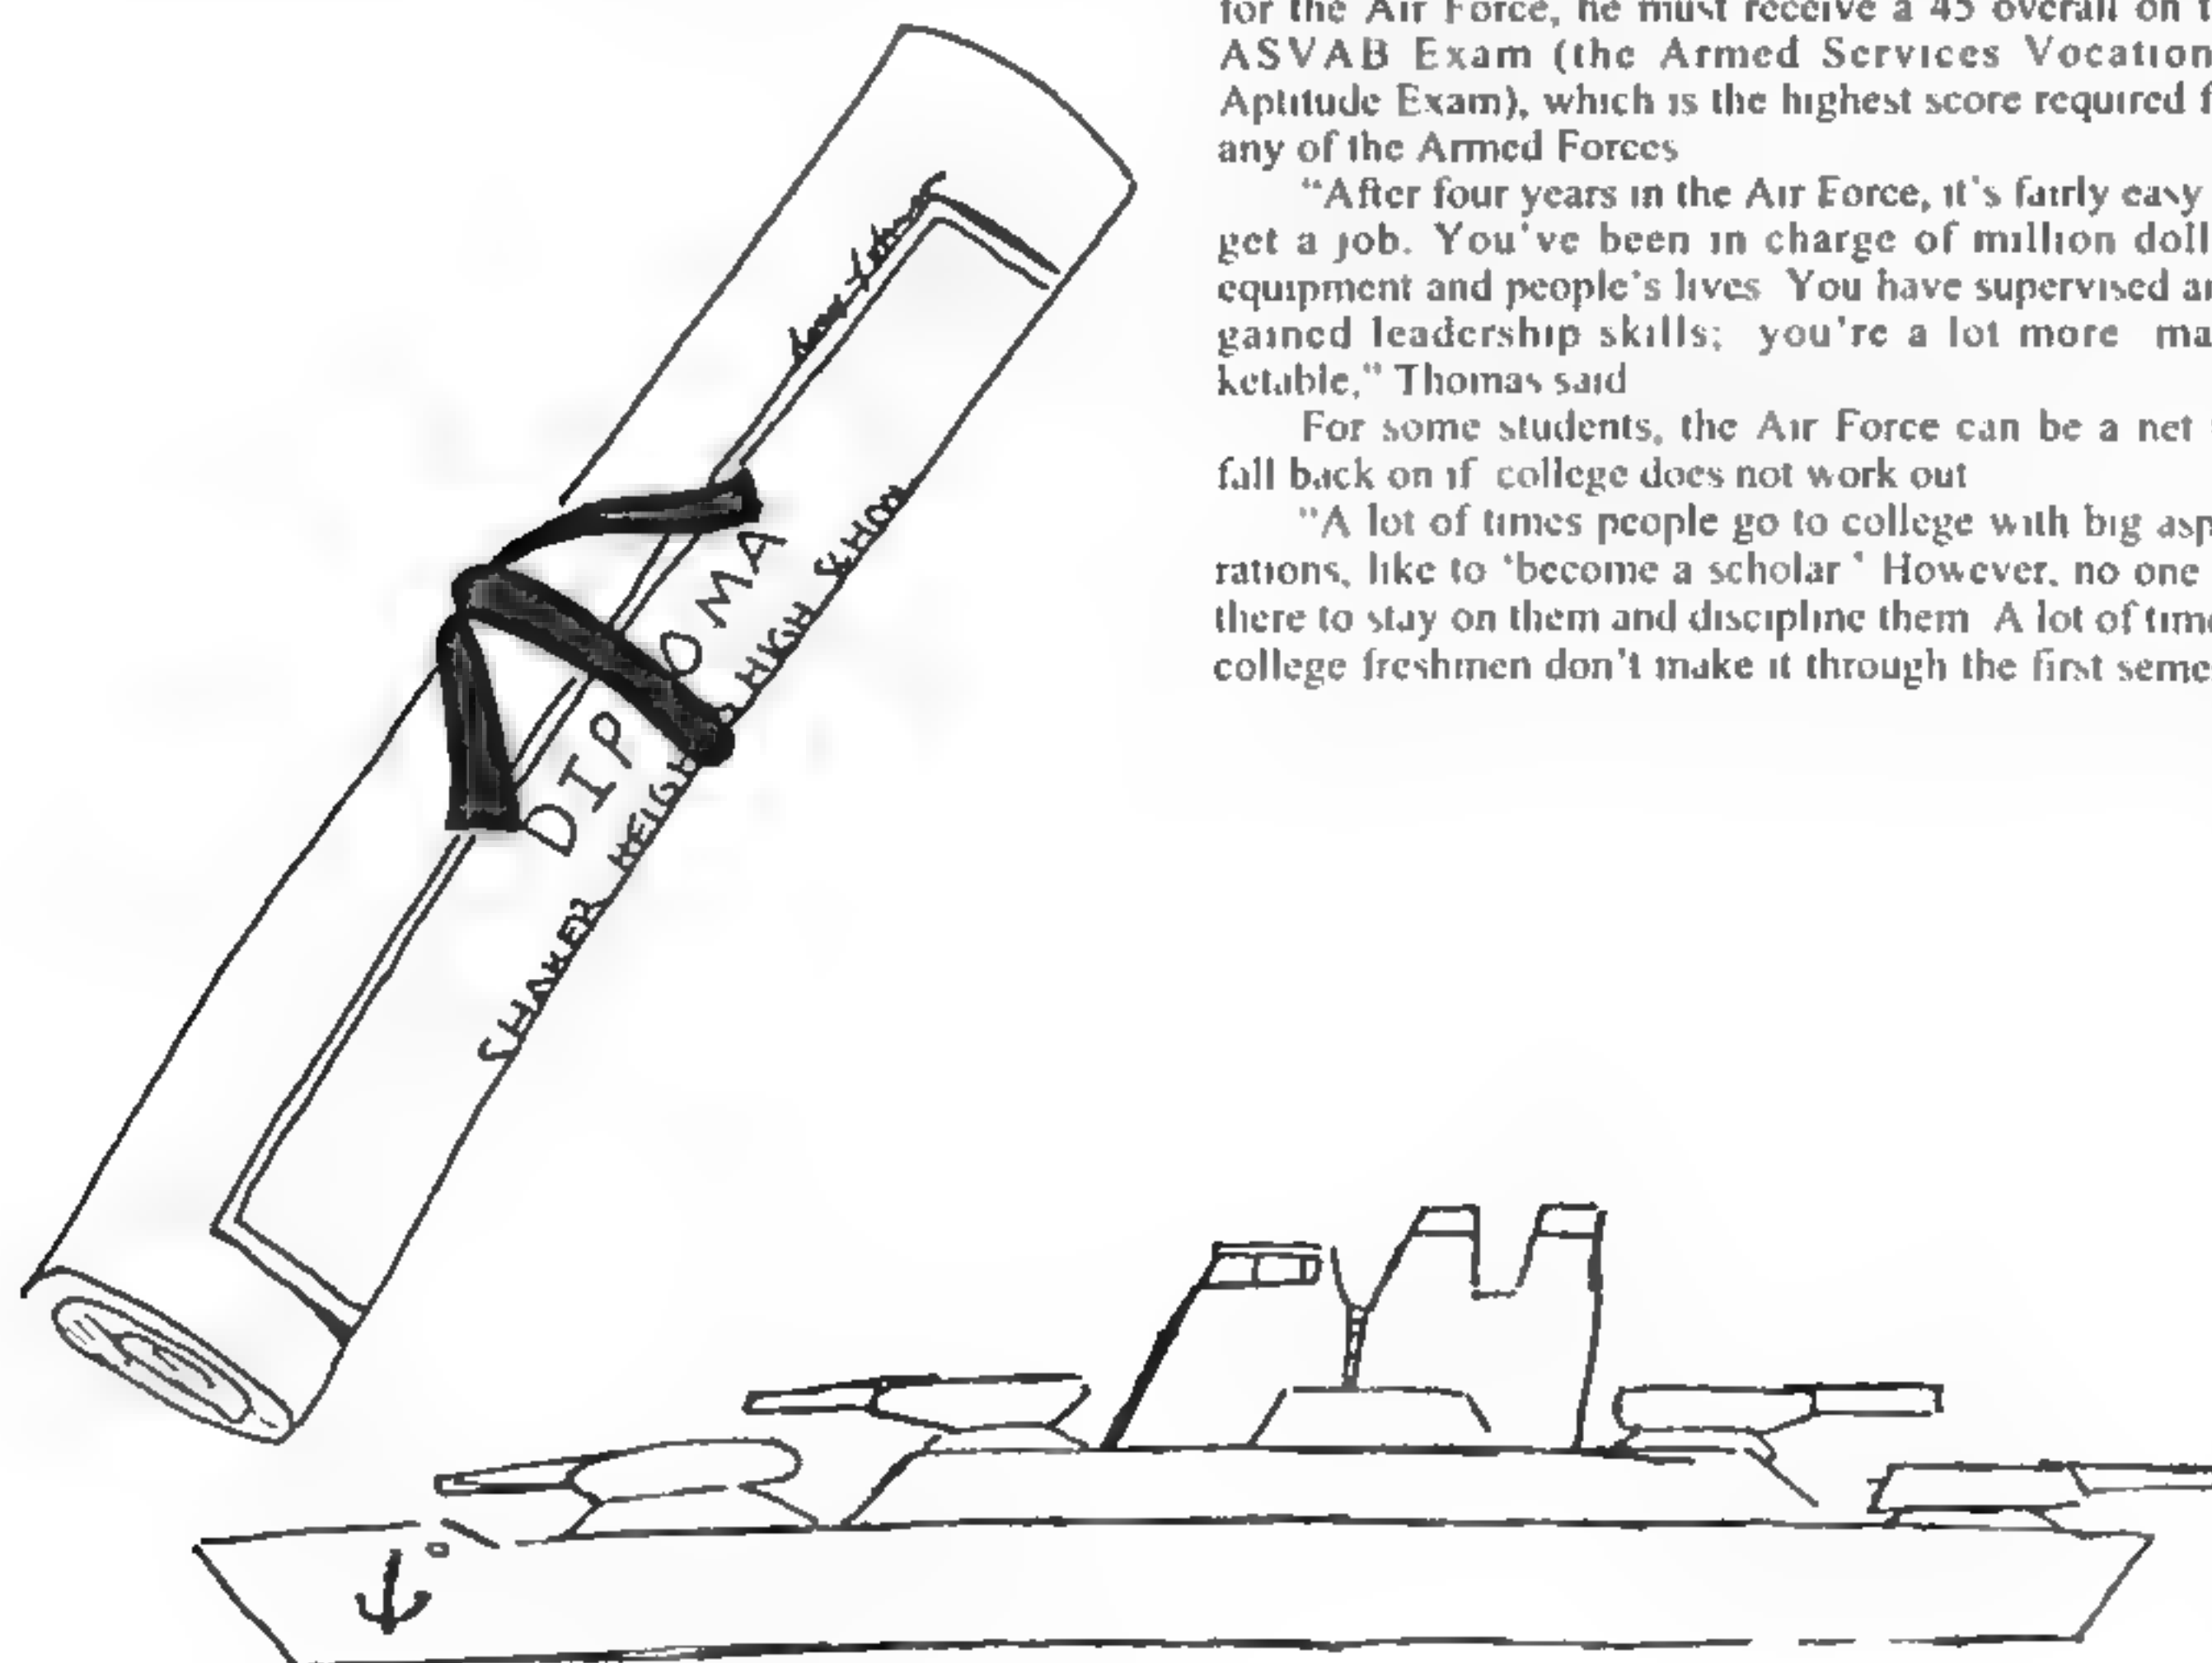 for the Air Force, he must receive a 45 overall on
ASVAB Exam (the Armed Services Vocation
Aptitude Exam), which is the highest score required f
any of the Armed Forces
"After four years in the Air Force, it's fairly easy
get a job. You've been in charge of million doll
equipment and people's lives You have supervised ar
gained leadership skills; you're a lot more ma
ketable," Thomas said
For some students, the Air Force can be a net
fall back on if college does not work out
"A lot of times people go to college with big asp
rations, like to 'become a scholar ' However, no one
there to stay on them and discipline them A lot of time
college freshmen don't make it through the first seme
DIP OMA
SHAKER HEIGH HIGH SCHOOL